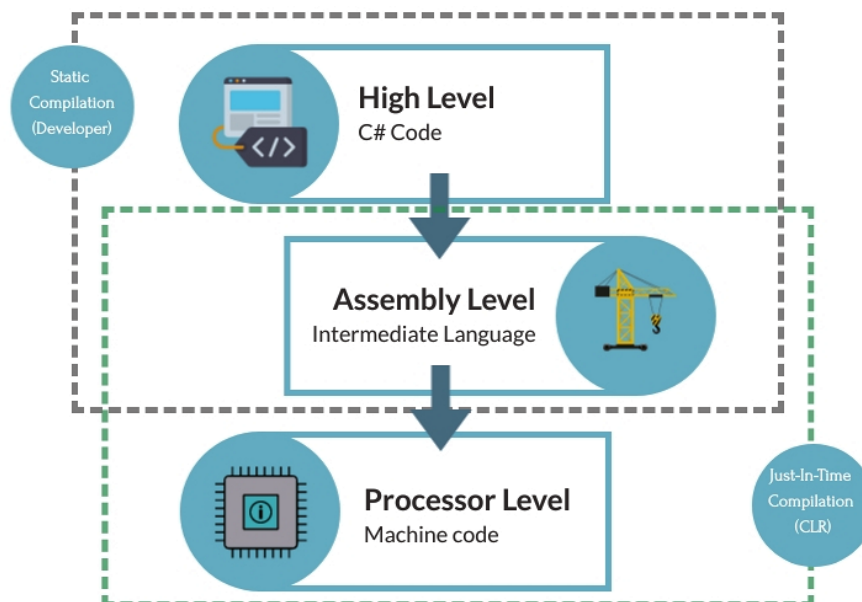 Static
Compilation
(Developer)
High Level
C# Code
</>
Assembly Level
Intermediate Language
Processor Level
Machine code
i
Just-In-Time
Compilation
(CLR)